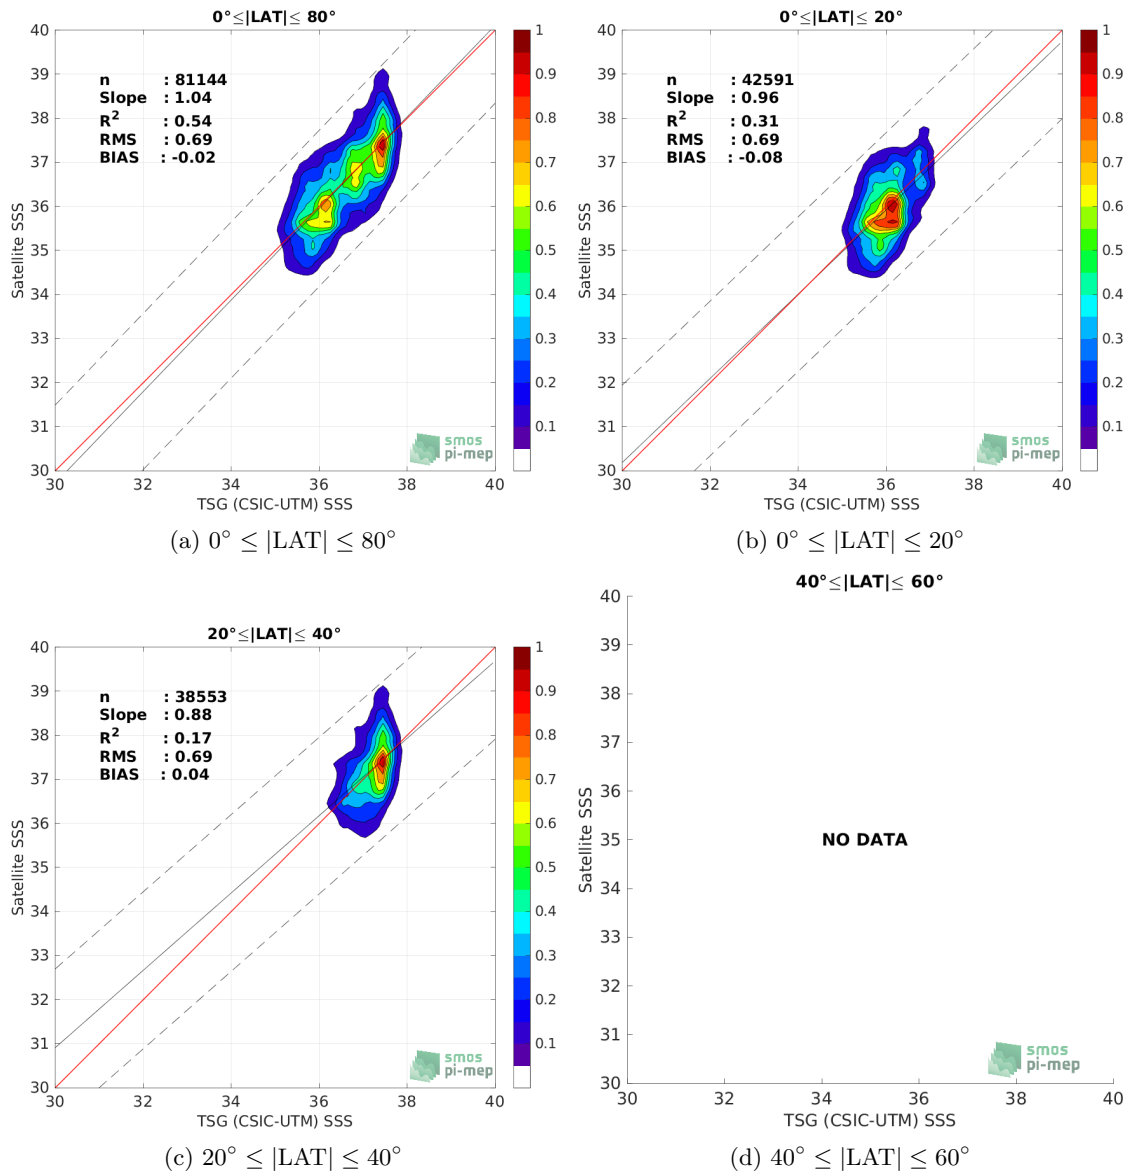 0°≤|LAT|≤ 80°
40
39
38
37
36
35
34
33
32
31
30
30
32
34
36
38
40
Satellite SSS
TSG (CSIC-UTM) SSS
n : 81144
Slope : 1.04
R² : 0.54
RMS : 0.69
BIAS : -0.02
smos
pi-mep
1
0.9
0.8
0.7
0.6
0.5
0.4
0.3
0.2
0.1
(a) 0° ≤ |LAT| ≤ 80°
0°≤|LAT|≤ 20°
40
39
38
37
36
35
34
33
32
31
30
30
32
34
36
38
40
Satellite SSS
TSG (CSIC-UTM) SSS
n : 42591
Slope : 0.96
R² : 0.31
RMS : 0.69
BIAS : -0.08
smos
pi-mep
1
0.9
0.8
0.7
0.6
0.5
0.4
0.3
0.2
0.1
(b) 0° ≤ |LAT| ≤ 20°
20°≤|LAT|≤ 40°
40
39
38
37
36
35
34
33
32
31
30
30
32
34
36
38
40
Satellite SSS
TSG (CSIC-UTM) SSS
n : 38553
Slope : 0.88
R² : 0.17
RMS : 0.69
BIAS : 0.04
smos
pi-mep
1
0.9
0.8
0.7
0.6
0.5
0.4
0.3
0.2
0.1
(c) 20° ≤ |LAT| ≤ 40°
40°≤|LAT|≤ 60°
40
39
38
37
36
35
34
33
32
31
30
30
32
34
36
38
40
Satellite SSS
TSG (CSIC-UTM) SSS
NO DATA
smos
pi-mep
(d) 40° ≤ |LAT| ≤ 60°